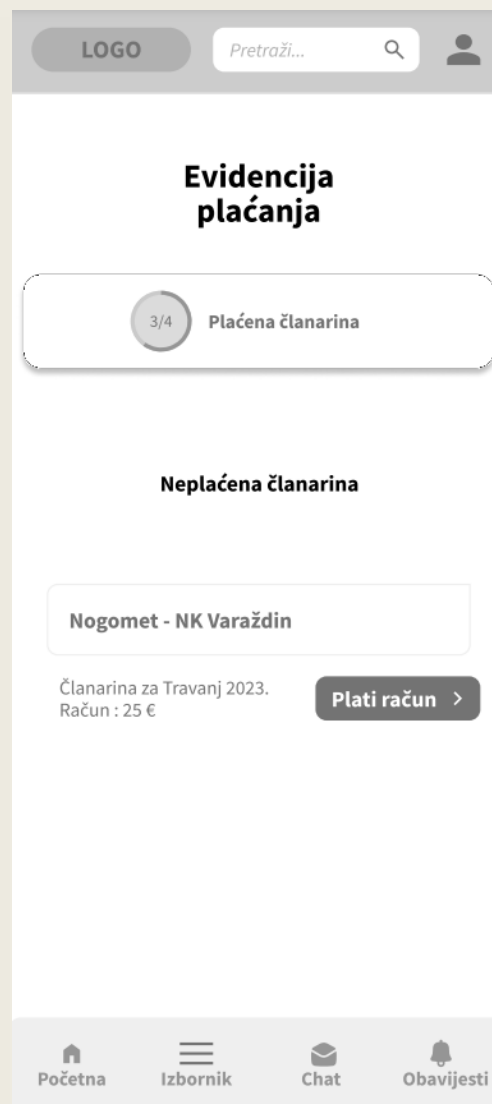 LOGO
Pretraži...
Evidencija
plaćanja
3/4
Plaćena članarina
Neplaćena članarina
Nogomet - NK Varaždin
Članarina za Travanj 2023.
Račun : 25 €
Plati račun
Početna
Izbornik
Chat
Obavijesti